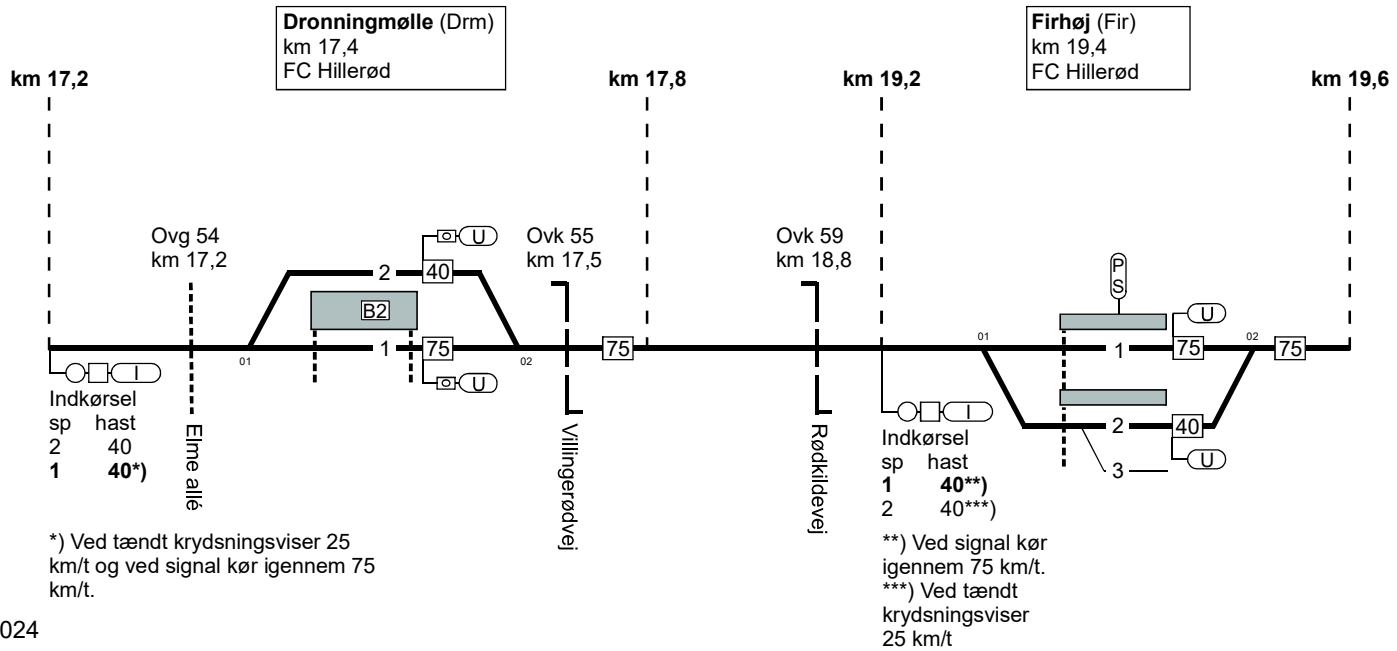 Dronningmølle (Drm)
km 17,4
FC Hillerød
Firhøj (Fir)
km 19,4
FC Hillerød
km 17,2
km 17,8
km 19,2
km 19,6
Ovg 54
km 17,2
Elme allé
01
2
40
U
B2
1
75
U
02
Ovk 55
km 17,5
Villingerødvej
75
I
Indkørsel
sp hast
2 40
1 40*)
*) Ved tændt krydsningsviser 25
km/t og ved signal kør igennem 75
km/t.
Ovk 59
km 18,8
Rødkildevej
I
Indkørsel
sp hast
1 40**)
2 40***)
**) Ved signal kør
igennem 75 km/t.
***) Ved tændt
krydsningsviser
25 km/t
01
P
S
U
1
75
02
75
2
40
U
3
024